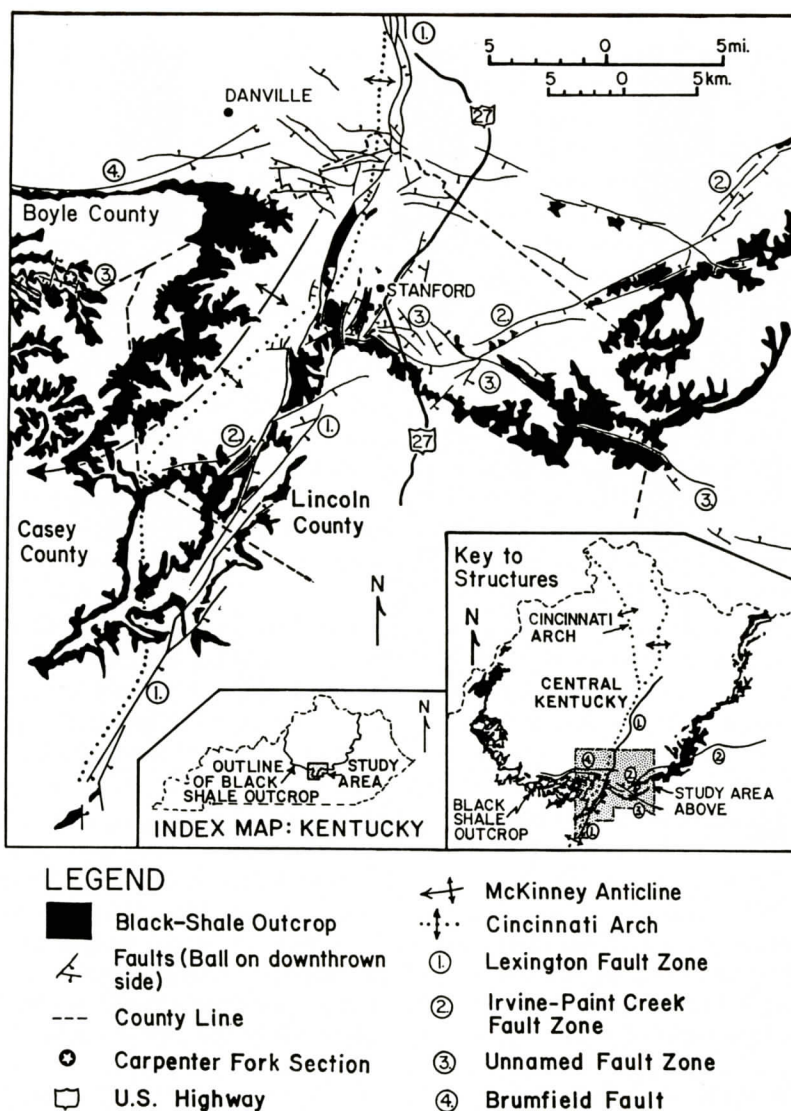 1.
5 0 5mi.
5 0 5km.
DANVILLE
27
4.
2.
Boyle County
3.
STANFORD
3.
2.
3.
2.
1.
27
Lincoln
County
3.
Casey
County
N
1.
Key to
Structures
N
CINCINNATI
ARCH
CENTRAL
KENTUCKY
1.
2.
4.
2.
BLACK
SHALE
OUTCROP
STUDY AREA
ABOVE
1.
N
OUTLINE
OF BLACK
SHALE OUTCROP
STUDY
AREA
INDEX MAP: KENTUCKY
LEGEND
Black-Shale Outcrop
Faults (Ball on downthrown
side)
County Line
Carpenter Fork Section
U.S. Highway
McKinney Anticline
Cincinnati Arch
1. Lexington Fault Zone
2. Irvine-Paint Creek
Fault Zone
3. Unnamed Fault Zone
4. Brumfield Fault